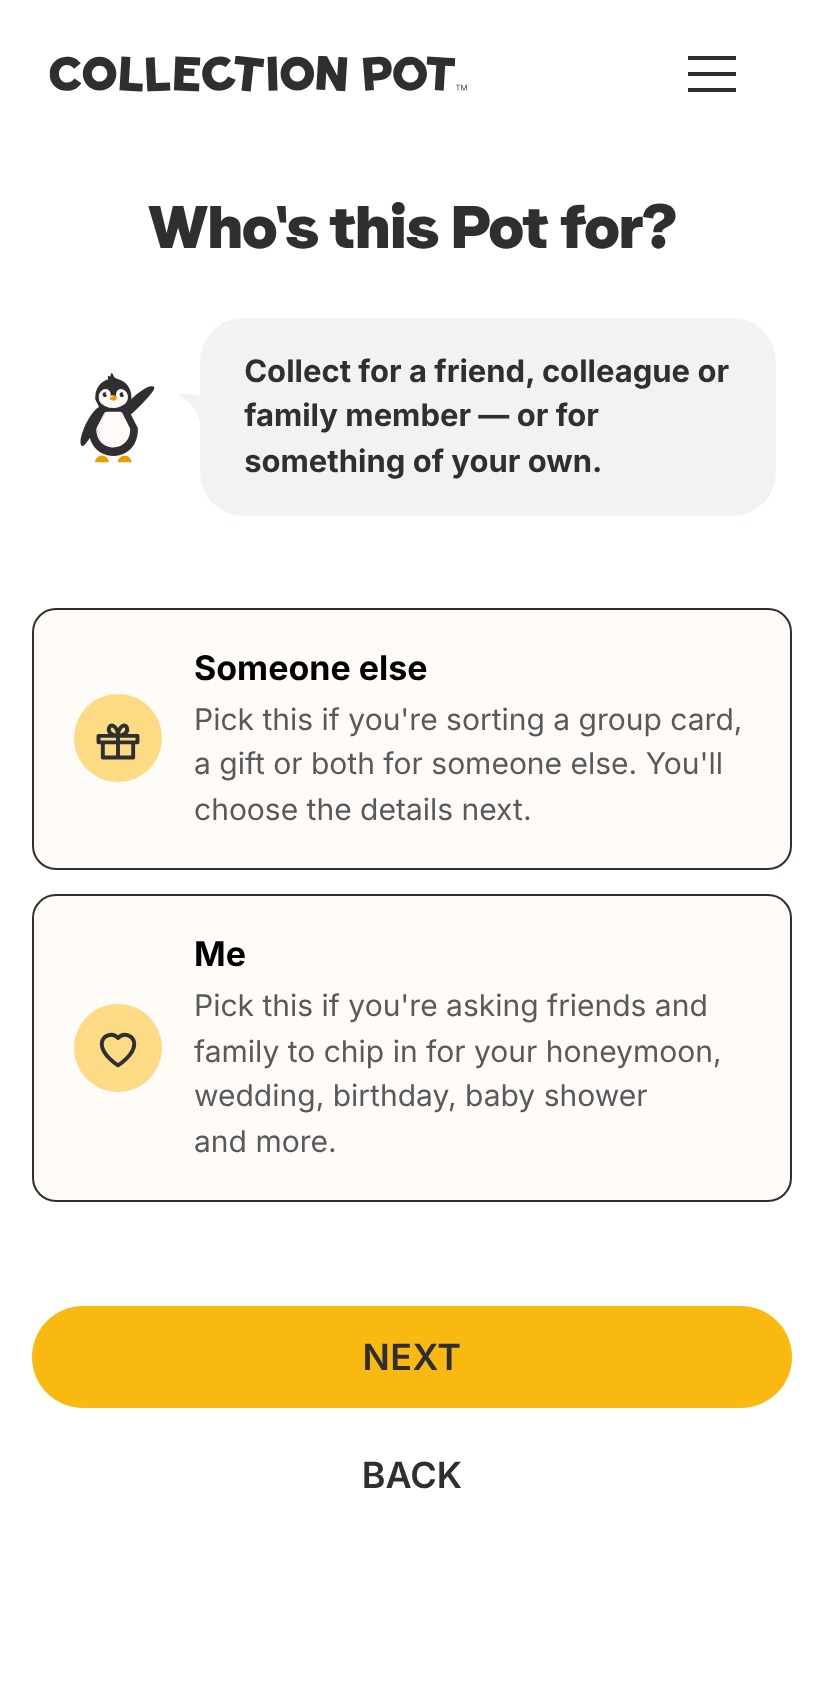 COLLECTION POT™
Who's this Pot for?
Collect for a friend, colleague or
family member — or for
something of your own.
Someone else
Pick this if you're sorting a group card,
a gift or both for someone else. You'll
choose the details next.
Me
Pick this if you're asking friends and
family to chip in for your honeymoon,
wedding, birthday, baby shower
and more.
NEXT
BACK